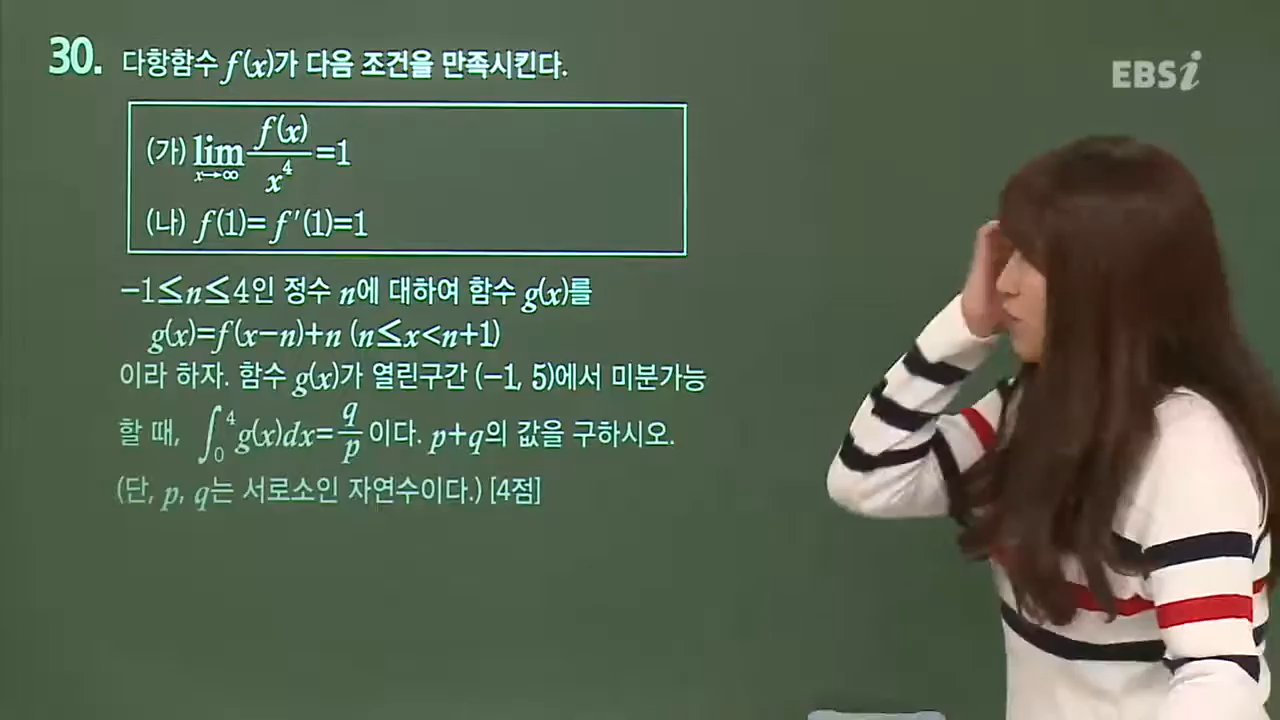 30. 다항함수 f(x)가 다음 조건을 만족시킨다.
EBSi
(가) lim x→∞ f(x)/x⁴ =1
(나) f(1)= f′(1)=1
−1≤n≤4인 정수 n에 대하여 함수 g(x)를
g(x)=f(x−n)+n (n≤x<n+1)
이라 하자. 함수 g(x)가 열린구간 (−1, 5)에서 미분가능
할 때, ∫₀⁴ g(x)dx= q/p 이다. p+q의 값을 구하시오.
(단, p, q는 서로소인 자연수이다.) [4점]